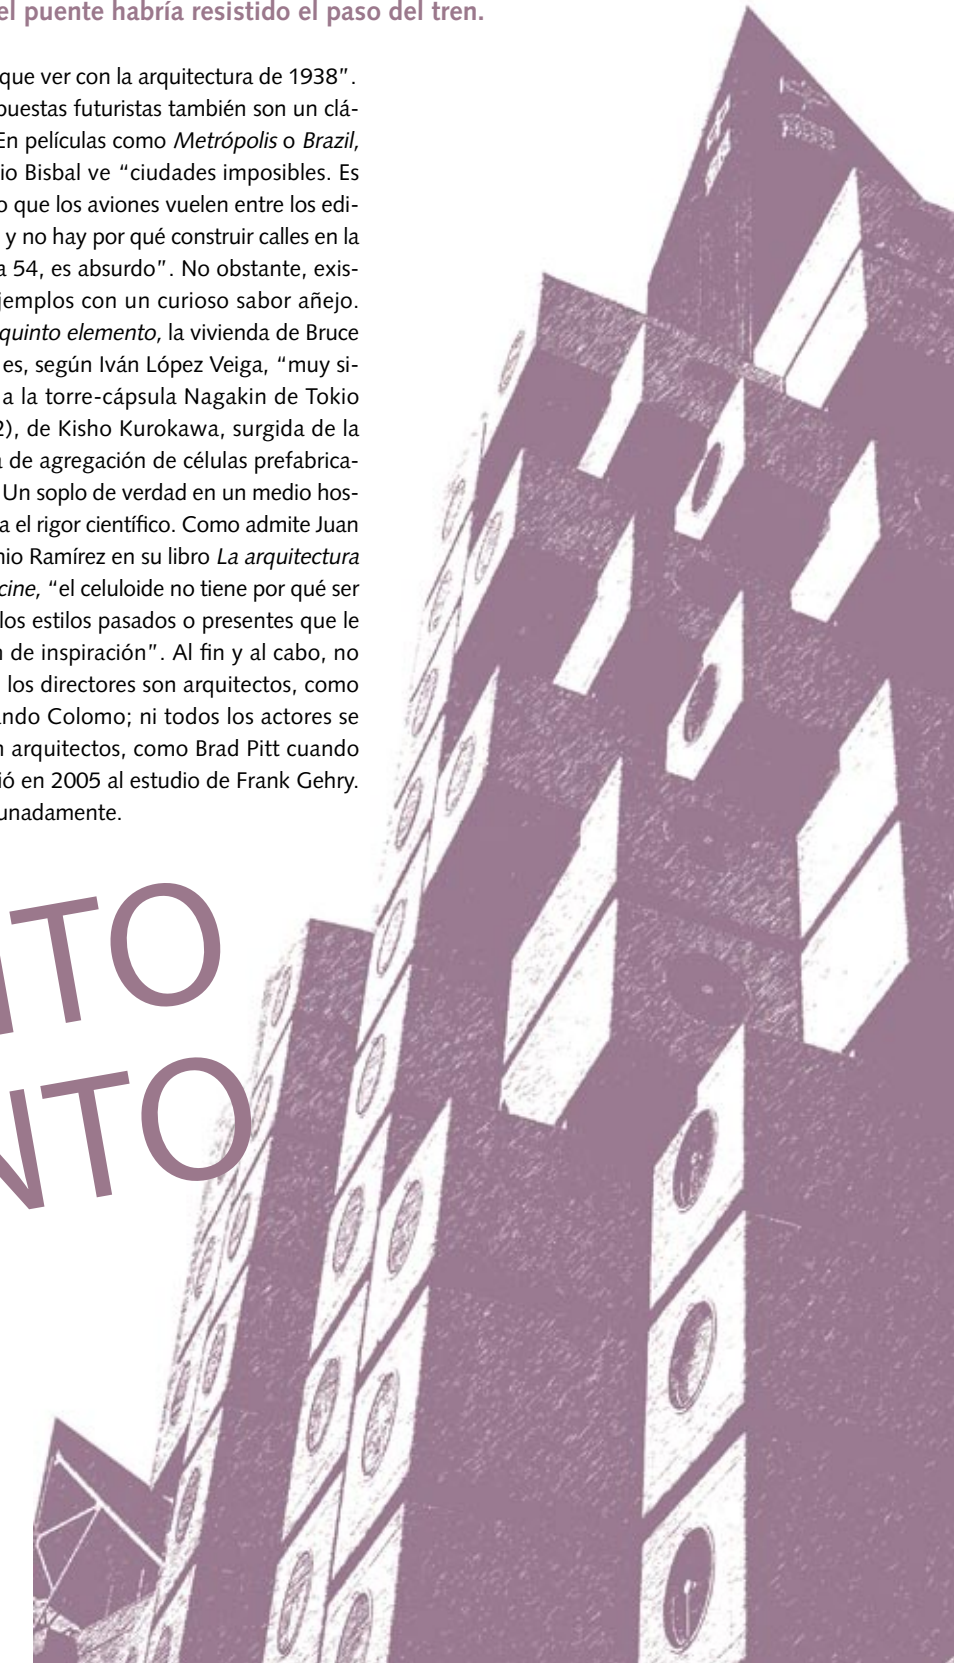 el puente habría resistido el paso del tren.
que ver con la arquitectura de 1938”.
puestas futuristas también son un clá-
En películas como Metrópolis o Brazil,
io Bisbal ve “ciudades imposibles. Es
o que los aviones vuelen entre los edi-
y no hay por qué construir calles en la
a 54, es absurdo”. No obstante, exis-
jemplos con un curioso sabor añejo.
quinto elemento, la vivienda de Bruce
es, según Iván López Veiga, “muy si-
a la torre-cápsula Nagakin de Tokio
2), de Kisho Kurokawa, surgida de la
a de agregación de células prefabrica-
Un soplo de verdad en un medio hos-
a el rigor científico. Como admite Juan
nio Ramírez en su libro La arquitectura
cine, “el celuloide no tiene por qué ser
los estilos pasados o presentes que le
n de inspiración”. Al fin y al cabo, no
los directores son arquitectos, como
ando Colomo; ni todos los actores se
n arquitectos, como Brad Pitt cuando
ió en 2005 al estudio de Frank Gehry.
unadamente.
NTO
NTO